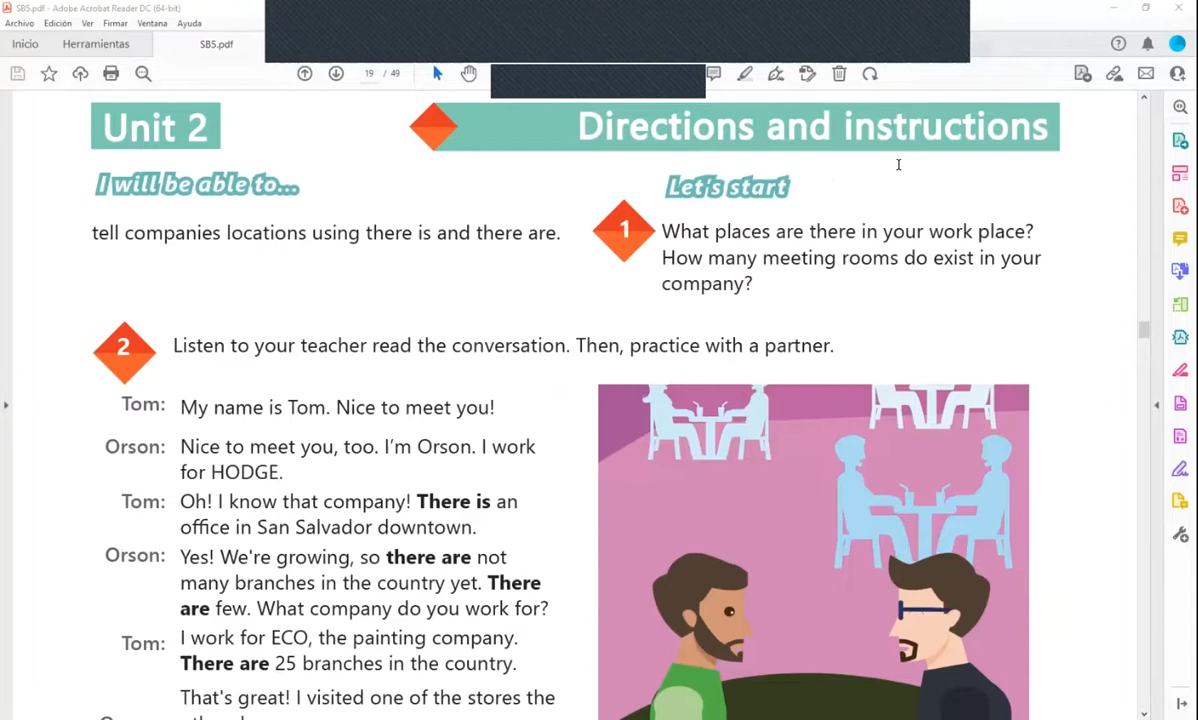 SB5.pdf - Adobe Acrobat Reader DC (64-bit)
Archivo Edición Ver Firmar Ventana Ayuda
Inicio Herramientas SB5.pdf
19 / 49
Unit 2 Directions and instructions
I will be able to...
tell companies locations using there is and there are.
Let's start
1 What places are there in your work place?
How many meeting rooms do exist in your
company?
2 Listen to your teacher read the conversation. Then, practice with a partner.
Tom: My name is Tom. Nice to meet you!
Orson: Nice to meet you, too. I'm Orson. I work
for HODGE.
Tom: Oh! I know that company! There is an
office in San Salvador downtown.
Orson: Yes! We're growing, so there are not
many branches in the country yet. There
are few. What company do you work for?
Tom: I work for ECO, the painting company.
There are 25 branches in the country.
That's great! I visited one of the stores the